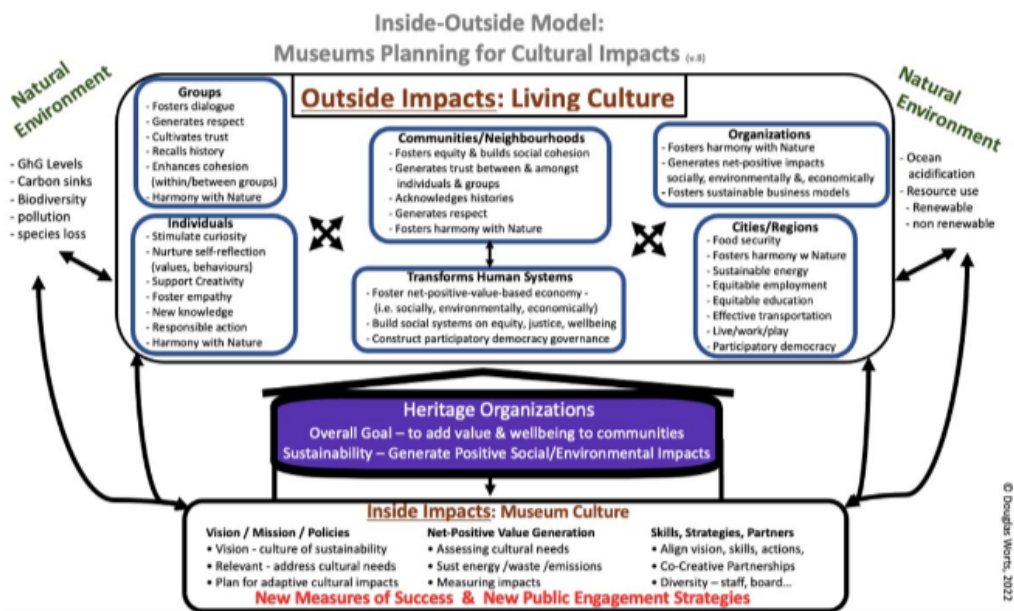 Inside-Outside Model:
Museums Planning for Cultural Impacts (v.8)
Natural
Environment
- GhG Levels
- Carbon sinks
- Biodiversity
- pollution
- species loss
Outside Impacts: Living Culture
Groups
- Fosters dialogue
- Generates respect
- Cultivates trust
- Recalls history
- Enhances cohesion
(within/between groups)
- Harmony with Nature
Individuals
- Stimulate curiosity
- Nurture self-reflection
(values, behaviours)
- Support Creativity
- Foster empathy
- New knowledge
- Responsible action
- Harmony with Nature
Communities/Neighbourhoods
- Fosters equity & builds social cohesion
- Generates trust between & amongst
individuals & groups
- Acknowledges histories
- Generates respect
- Fosters harmony with Nature
Transforms Human Systems
- Foster net-positive-value-based economy -
(i.e. socially, environmentally, economically)
- Build social systems on equity, justice, wellbeing
- Construct participatory democracy governance
Organizations
- Fosters harmony with Nature
- Generates net-positive impacts
socially, environmentally &, economically
- Fosters sustainable business models
Cities/Regions
- Food security
- Fosters harmony w Nature
- Sustainable energy
- Equitable employment
- Equitable education
- Effective transportation
- Live/work/play
- Participatory democracy
Natural
Environment
- Ocean
acidification
- Resource use
- Renewable
- non renewable
Heritage Organizations
Overall Goal – to add value & wellbeing to communities
Sustainability – Generate Positive Social/Environmental Impacts
Inside Impacts: Museum Culture
Vision / Mission / Policies
• Vision - culture of sustainability
• Relevant - address cultural needs
• Plan for adaptive cultural impacts
Net-Positive Value Generation
• Assessing cultural needs
• Sust energy /waste /emissions
• Measuring impacts
Skills, Strategies, Partners
• Align vision, skills, actions,
• Co-Creative Partnerships
• Diversity – staff, board...
New Measures of Success & New Public Engagement Strategies
© Douglas Worts, 2022